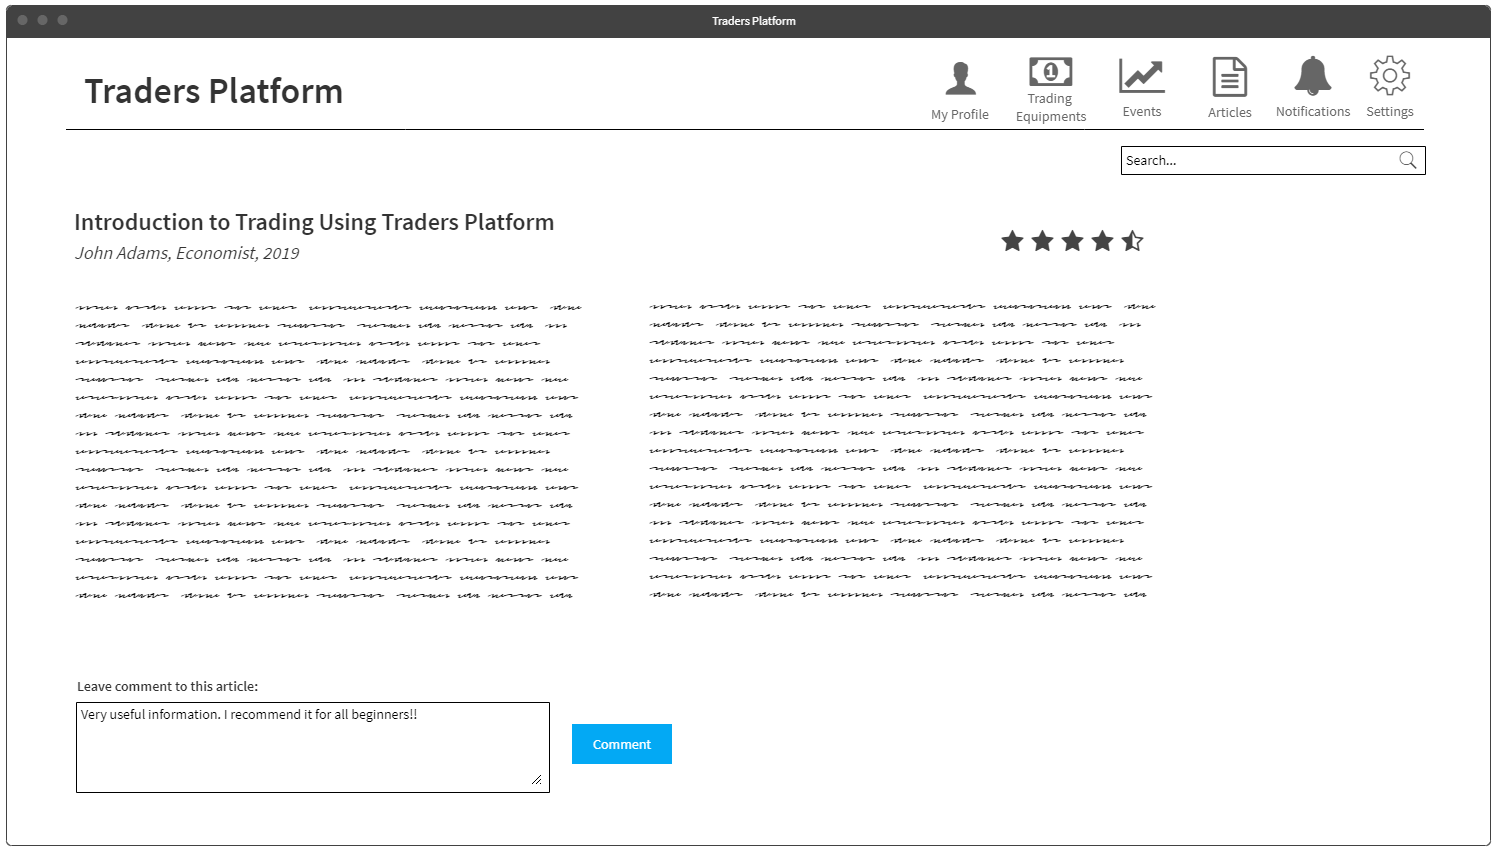 Traders Platform
Traders Platform
My Profile
Trading
Equipments
Events
Articles
Notifications
Settings
Search...
Introduction to Trading Using Traders Platform
John Adams, Economist, 2019
Leave comment to this article:
Very useful information. I recommend it for all beginners!!
Comment